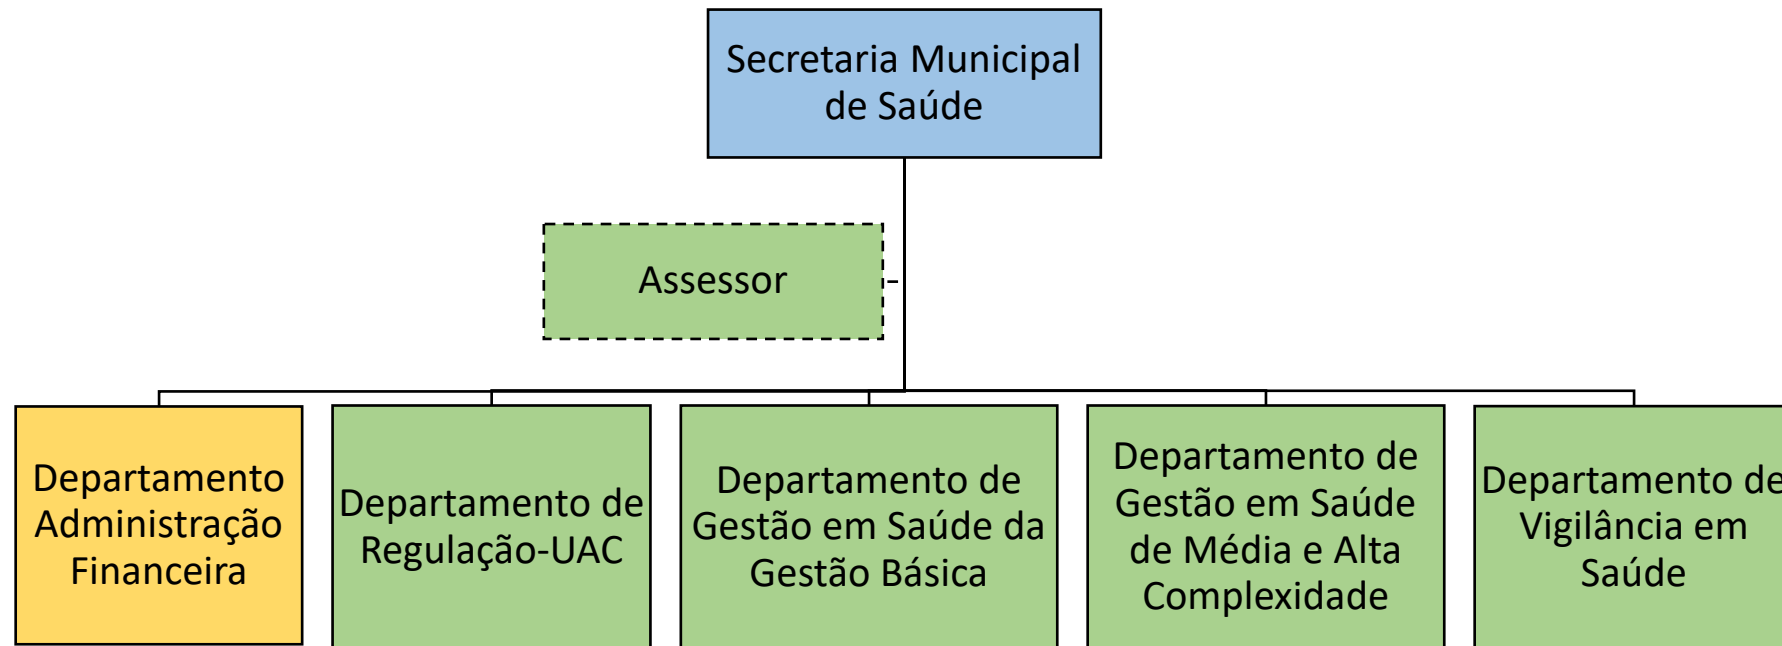 Secretaria Municipal
de Saúde
Assessor
Departamento
Administração
Financeira
Departamento de
Regulação-UAC
Departamento de
Gestão em Saúde da
Gestão Básica
Departamento de
Gestão em Saúde
de Média e Alta
Complexidade
Departamento de
Vigilância em
Saúde